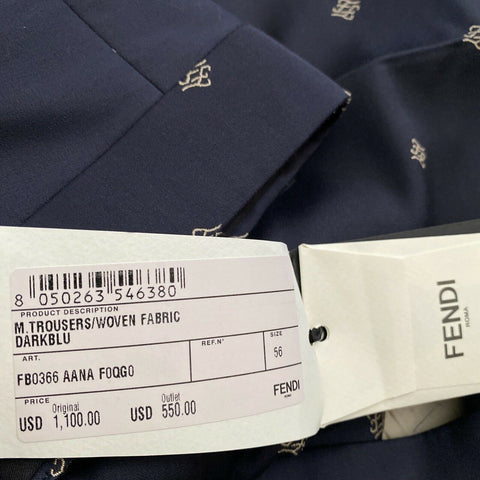 8 050263 546380
PRODUCT DESCRIPTION
M.TROUSERS/WOVEN FABRIC
DARKBLU
ART. REF.N° SIZE
FB0366 AANA F0QG0 56
PRICE
Original Outlet
USD 1,100.00 USD 550.00
FENDI
ROMA
FENDI
ROMA